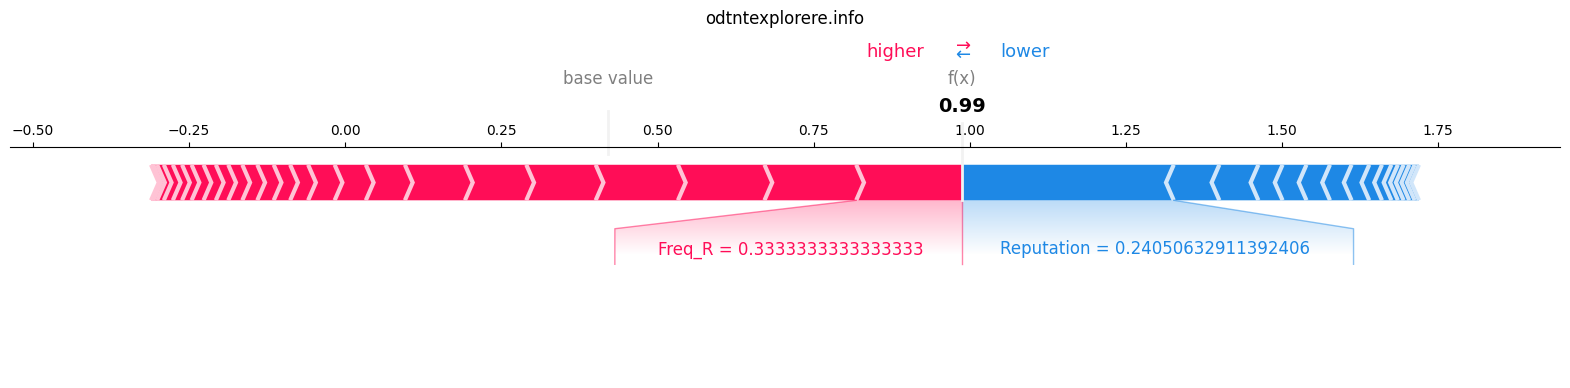 odtntexplorere.info
higher ⇄ lower
base value f(x)
0.99
−0.50 −0.25 0.00 0.25 0.50 0.75 1.00 1.25 1.50 1.75
Freq_R = 0.3333333333333333 Reputation = 0.24050632911392406